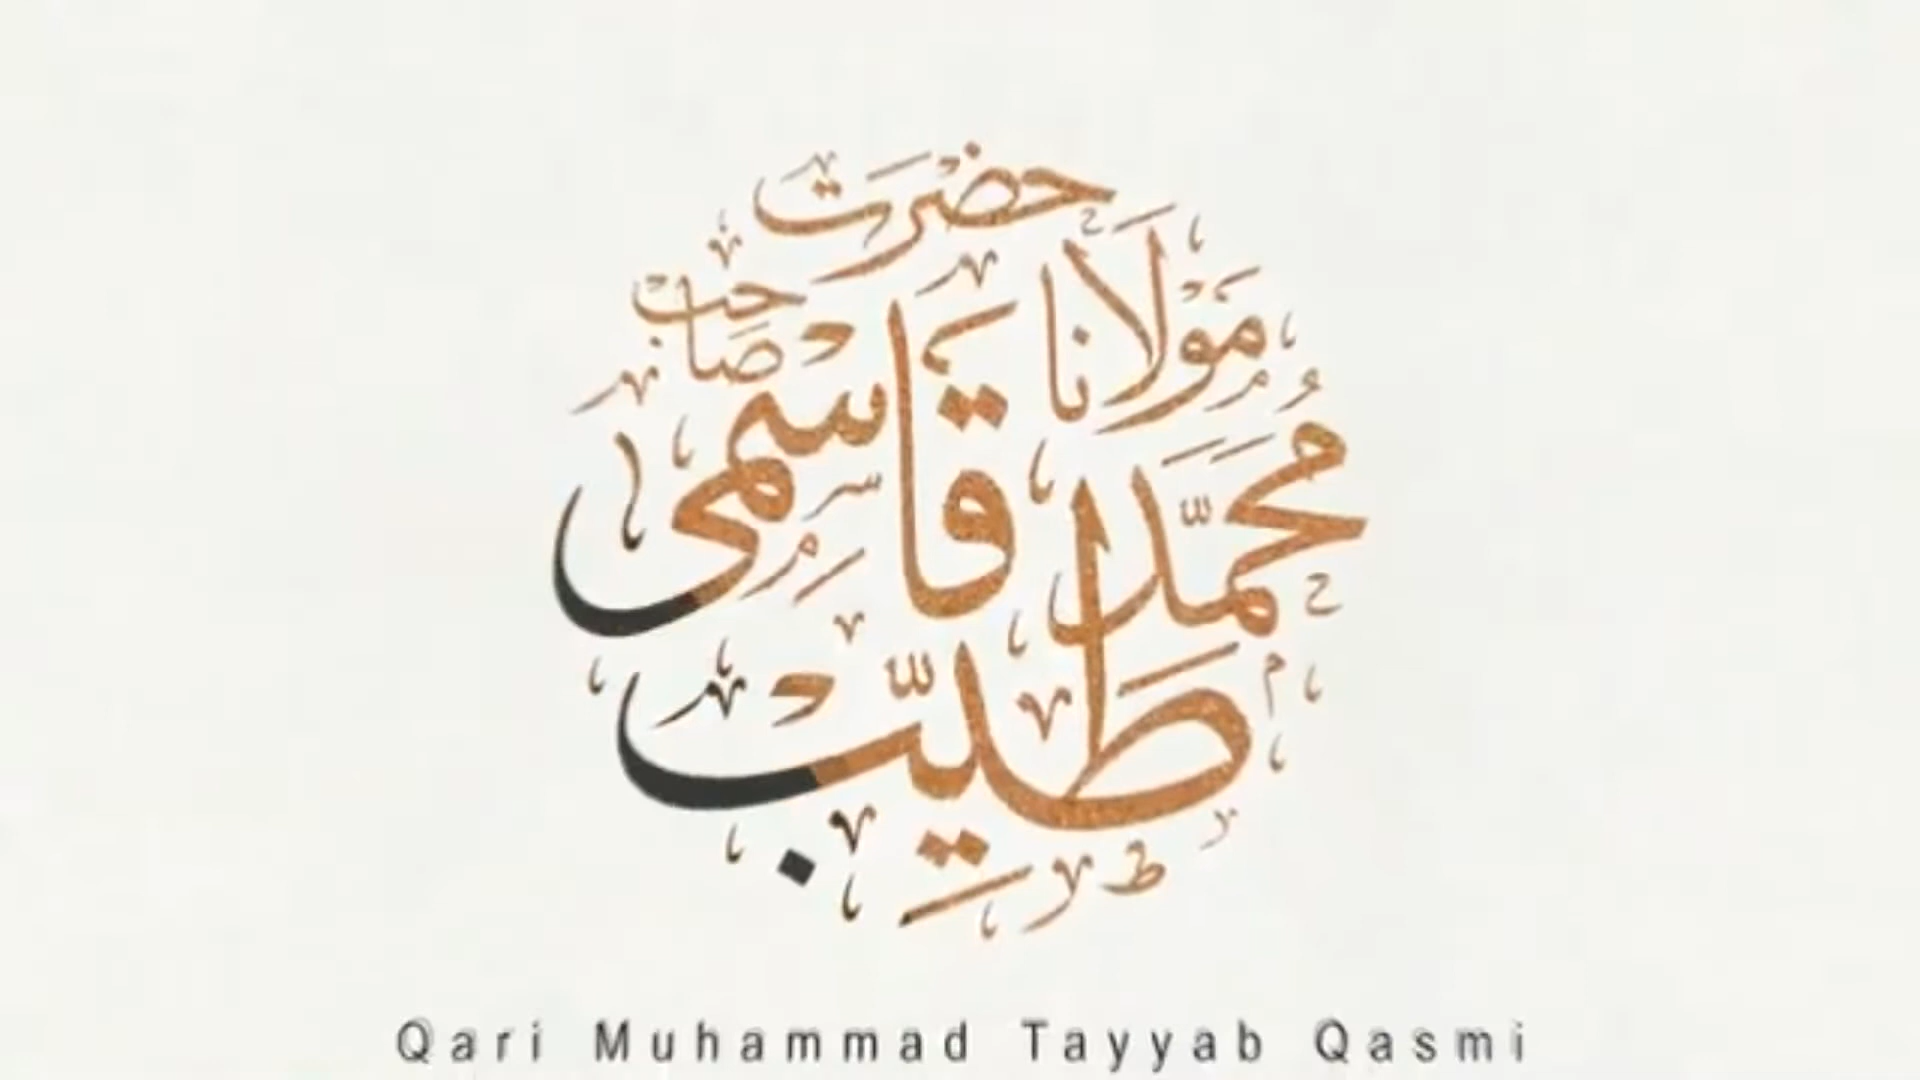 حضرت
مولانا
محمد
طیب
قاسمی
صاحب
Qari Muhammad Tayyab Qasmi